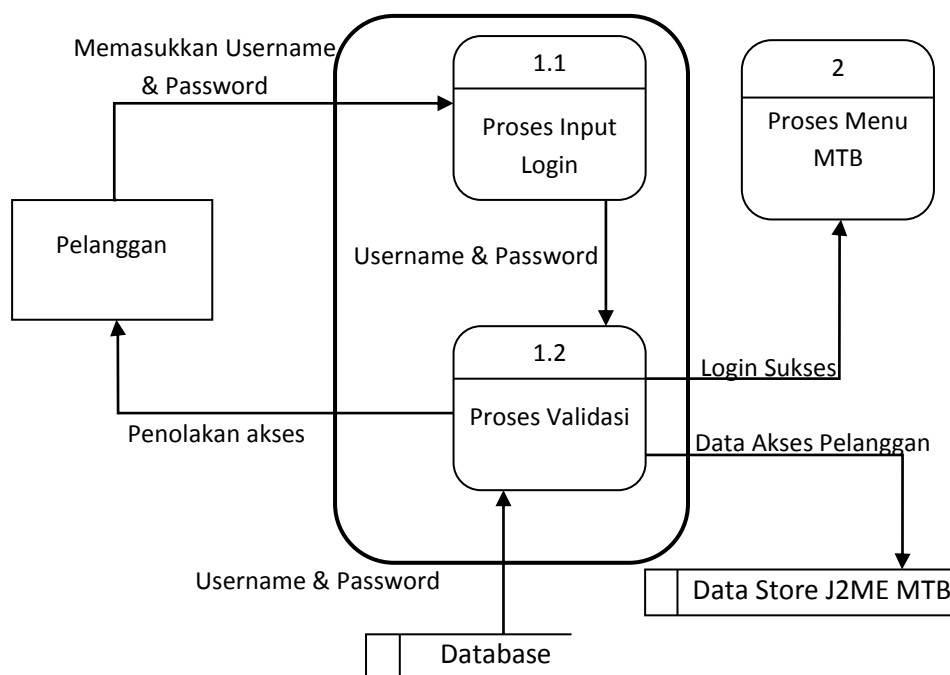 Memasukkan Username
& Password
1.1
Proses Input
Login
2
Proses Menu
MTB
Pelanggan
Username & Password
1.2
Proses Validasi
Login Sukses
Penolakan akses
Data Akses Pelanggan
Username & Password
Data Store J2ME MTB
Database